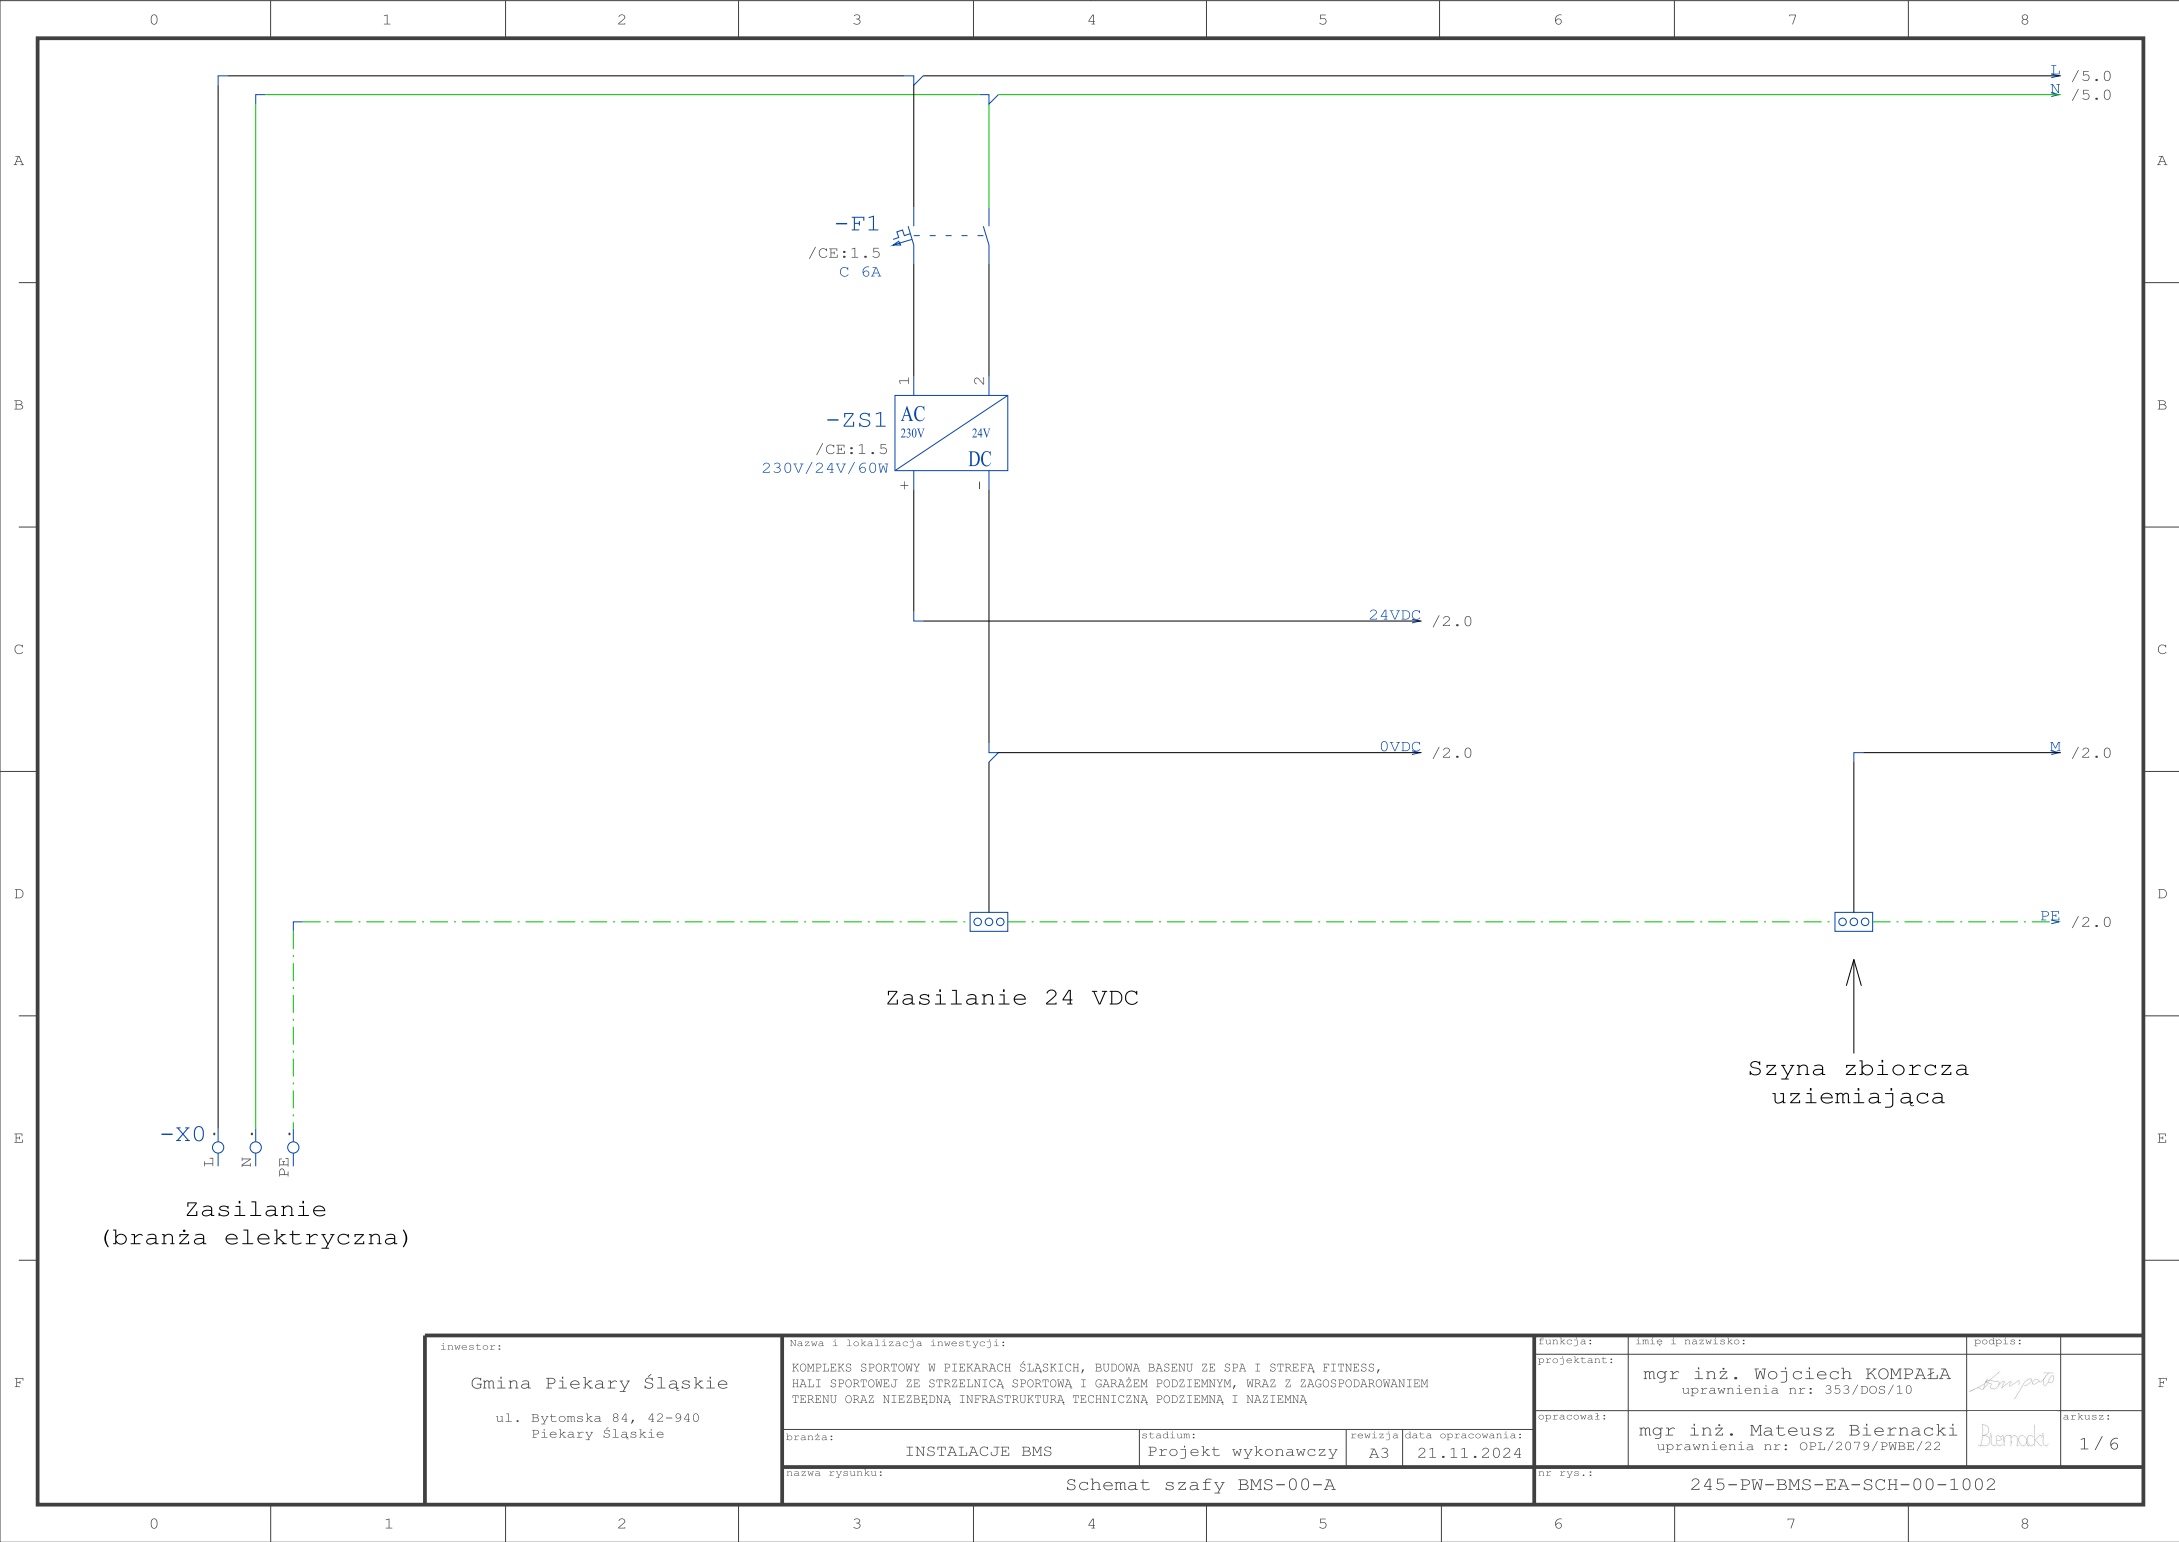 0 1 2 3 4 5 6 7 8
L /5.0
N /5.0
A A
-F1
/CE:1.5
C 6A
1 2
B B
-ZS1
AC
230V 24V
/CE:1.5
DC
230V/24V/60W
+ -
24VDC /2.0
C C
0VDC /2.0
M /2.0
D D
PE /2.0
Zasilanie 24 VDC
Szyna zbiorcza
uziemiająca
-X0
E E
L N PE
Zasilanie
(branża elektryczna)
F F
inwestor:
Gmina Piekary Śląskie
ul. Bytomska 84, 42-940
Piekary Śląskie
Nazwa i lokalizacja inwestycji:
KOMPLEKS SPORTOWY W PIEKARACH ŚLĄSKICH, BUDOWA BASENU ZE SPA I STREFĄ FITNESS,
HALI SPORTOWEJ ZE STRZELNICĄ SPORTOWĄ I GARAŻEM PODZIEMNYM, WRAZ Z ZAGOSPODAROWANIEM
TERENU ORAZ NIEZBĘDNĄ INFRASTRUKTURĄ TECHNICZNĄ PODZIEMNĄ I NAZIEMNĄ
branża: stadium: rewizja data opracowania:
INSTALACJE BMS Projekt wykonawczy A3 21.11.2024
nazwa rysunku:
Schemat szafy BMS-00-A
funkcja: imię i nazwisko: podpis:
projektant:
mgr inż. Wojciech KOMPAŁA
uprawnienia nr: 353/DOS/10
Kompała
opracował:
mgr inż. Mateusz Biernacki
uprawnienia nr: OPL/2079/PWBE/22
Biernacki
arkusz:
1/6
nr rys.:
245-PW-BMS-EA-SCH-00-1002
0 1 2 3 4 5 6 7 8